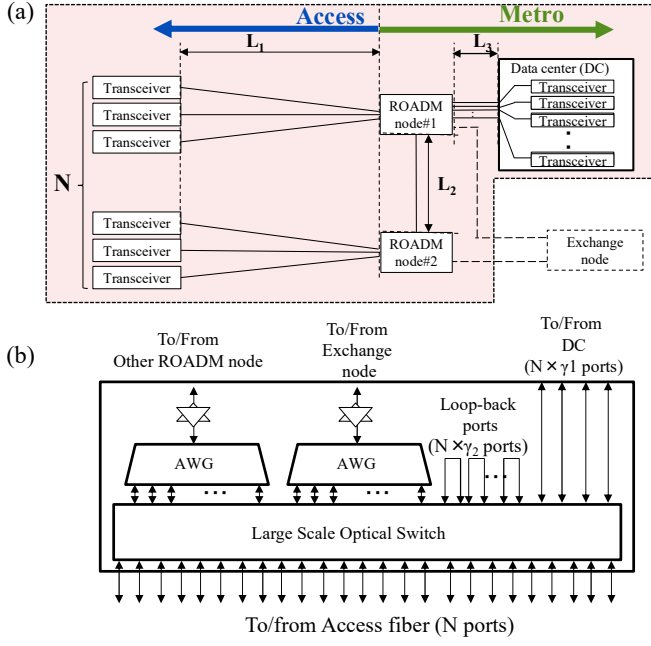 (a)
Access
Metro
L₁
L₃
Data center (DC)
Transceiver
Transceiver
Transceiver
ROADM
node#1
Transceiver
Transceiver
Transceiver
Transceiver
N
L₂
Transceiver
Transceiver
Transceiver
ROADM
node#2
Exchange
node
(b)
To/From
Other ROADM node
To/From
Exchange
node
To/From
DC
(N×γ1 ports)
Loop-back
ports
(N×γ₂ ports)
AWG
AWG
Large Scale Optical Switch
To/from Access fiber (N ports)